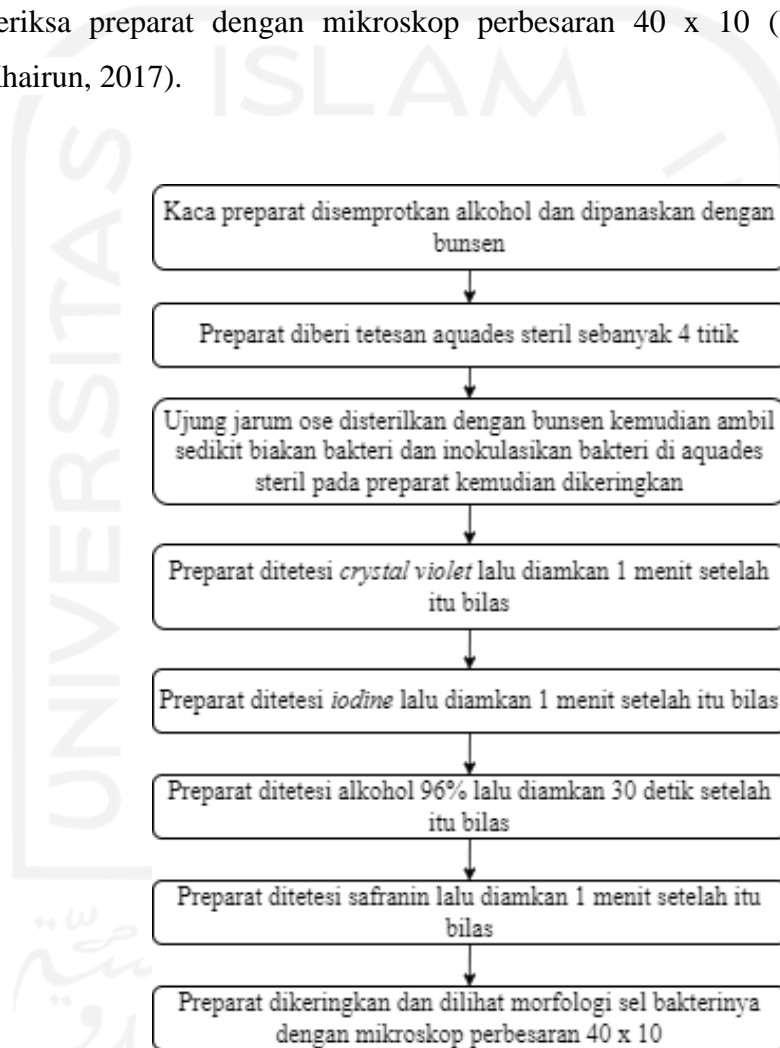 eriksa preparat dengan mikroskop perbesaran 40 x 10 (
hairun, 2017).
ISLAM
UNIVERSITAS
Kaca preparat disemprotkan alkohol dan dipanaskan dengan
bunsen
Preparat diberi tetesan aquades steril sebanyak 4 titik
Ujung jarum ose disterilkan dengan bunsen kemudian ambil
sedikit biakan bakteri dan inokulasikan bakteri di aquades
steril pada preparat kemudian dikeringkan
Preparat ditetesi crystal violet lalu diamkan 1 menit setelah
itu bilas
Preparat ditetesi iodine lalu diamkan 1 menit setelah itu bilas
Preparat ditetesi alkohol 96% lalu diamkan 30 detik setelah
itu bilas
Preparat ditetesi safranin lalu diamkan 1 menit setelah itu
bilas
Preparat dikeringkan dan dilihat morfologi sel bakterinya
dengan mikroskop perbesaran 40 x 10